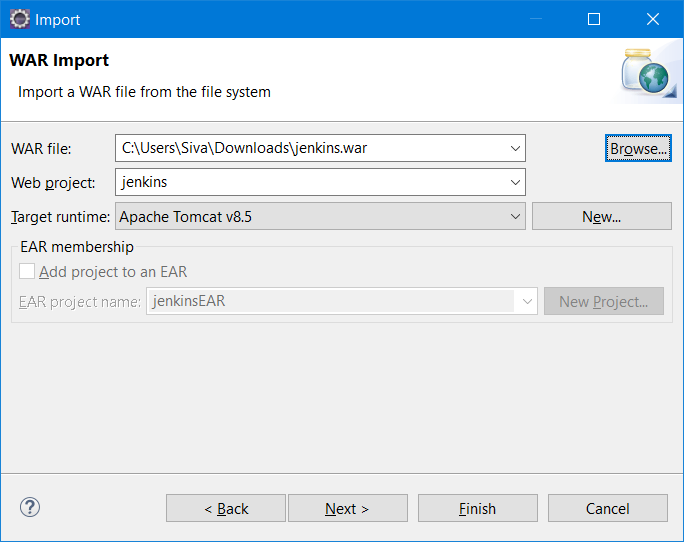 Import
WAR Import
Import a WAR file from the file system
WAR file: C:\Users\Siva\Downloads\jenkins.war Browse...
Web project: jenkins
Target runtime: Apache Tomcat v8.5 New...
EAR membership
Add project to an EAR
EAR project name: jenkinsEAR New Project...
? < Back Next > Finish Cancel